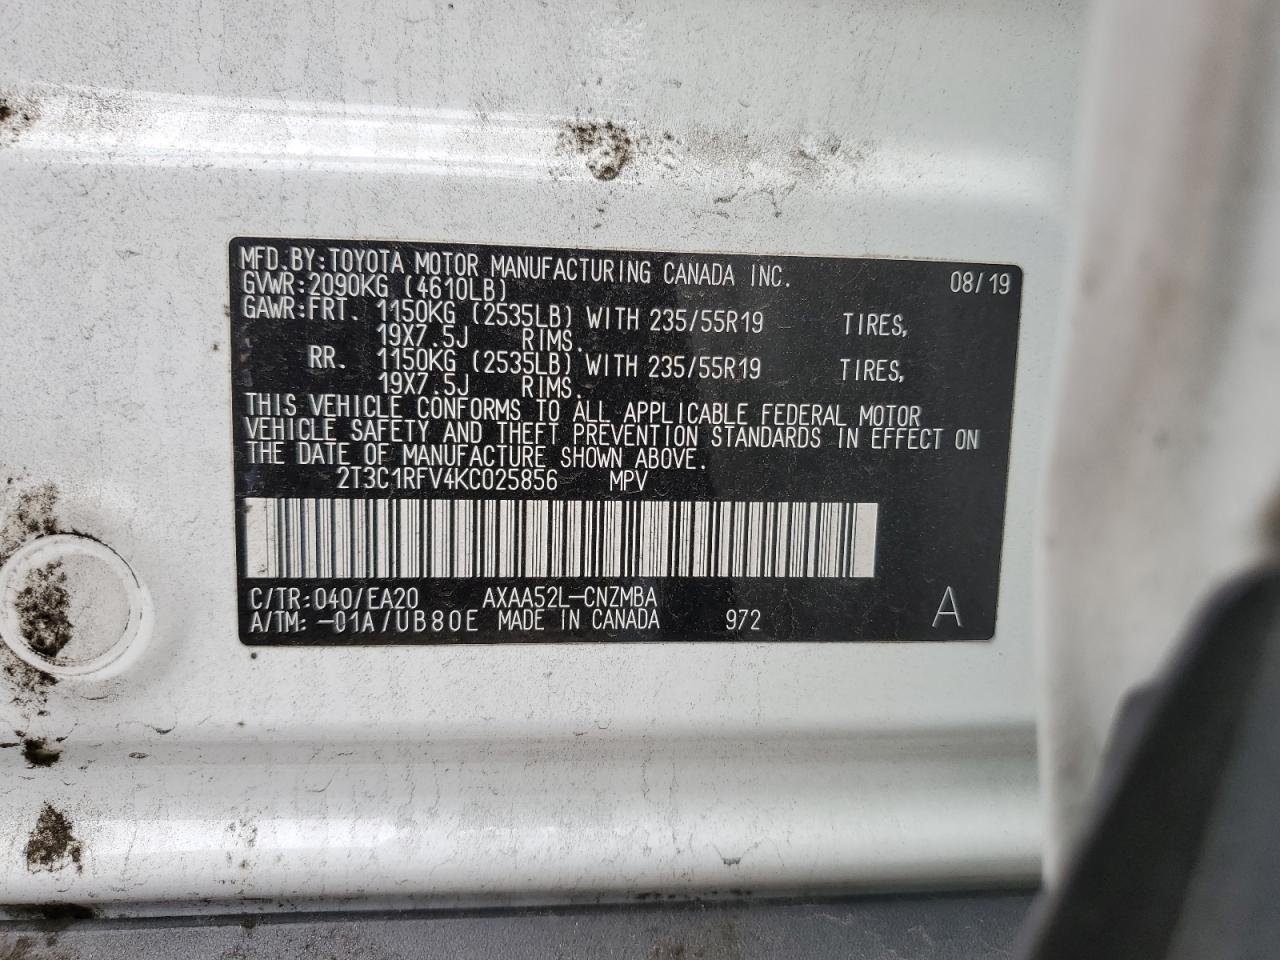 MFD.BY:TOYOTA MOTOR MANUFACTURING CANADA INC. 08/19
GVWR:2090KG (4610LB)
GAWR:FRT. 1150KG (2535LB) WITH 235/55R19 TIRES,
19X7.5J RIMS.
RR. 1150KG (2535LB) WITH 235/55R19 TIRES,
19X7.5J RIMS.
THIS VEHICLE CONFORMS TO ALL APPLICABLE FEDERAL MOTOR
VEHICLE SAFETY AND THEFT PREVENTION STANDARDS IN EFFECT ON
THE DATE OF MANUFACTURE SHOWN ABOVE.
2T3C1RFV4KC025856 MPV
C/TR:040/EA20 AXAA52L-CNZMBA
A/TM:-01A/UB80E MADE IN CANADA 972 A